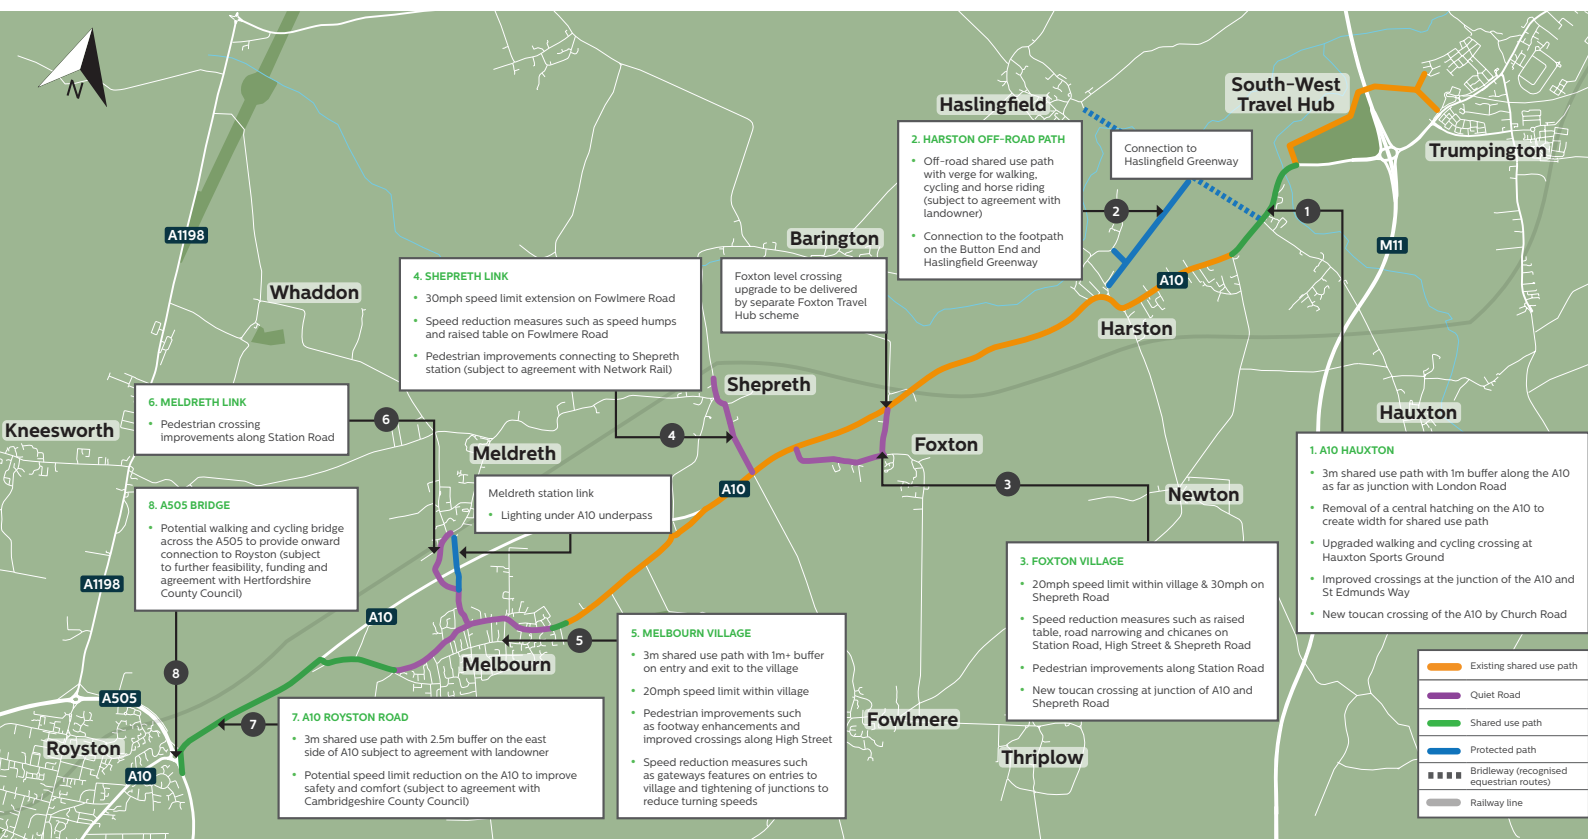 N
A1198
Whaddon
Kneesworth
A1198
A505
Royston
A10
A10
Meldreth
Melbourn
Shepreth
A10
Barington
Foxton
Haslingfield
Harston
A10
South-West
Travel Hub
Trumpington
M11
Hauxton
Newton
Fowlmere
Thriplow
1
2
3
4
5
6
7
8
2. HARSTON OFF-ROAD PATH
• Off-road shared use path
with verge for walking,
cycling and horse riding
(subject to agreement with
landowner)
• Connection to the footpath
on the Button End and
Haslingfield Greenway
Connection to
Haslingfield Greenway
4. SHEPRETH LINK
• 30mph speed limit extension on Fowlmere Road
• Speed reduction measures such as speed humps
and raised table on Fowlmere Road
• Pedestrian improvements connecting to Shepreth
station (subject to agreement with Network Rail)
Foxton level crossing
upgrade to be delivered
by separate Foxton Travel
Hub scheme
6. MELDRETH LINK
• Pedestrian crossing
improvements along Station Road
8. A505 BRIDGE
• Potential walking and cycling bridge
across the A505 to provide onward
connection to Royston (subject
to further feasibility, funding and
agreement with Hertfordshire
County Council)
Meldreth station link
• Lighting under A10 underpass
1. A10 HAUXTON
• 3m shared use path with 1m buffer along the A10
as far as junction with London Road
• Removal of a central hatching on the A10 to
create width for shared use path
• Upgraded walking and cycling crossing at
Hauxton Sports Ground
• Improved crossings at the junction of the A10 and
St Edmunds Way
• New toucan crossing of the A10 by Church Road
3. FOXTON VILLAGE
• 20mph speed limit within village & 30mph on
Shepreth Road
• Speed reduction measures such as raised
table, road narrowing and chicanes on
Station Road, High Street & Shepreth Road
• Pedestrian improvements along Station Road
• New toucan crossing at junction of A10 and
Shepreth Road
5. MELBOURN VILLAGE
• 3m shared use path with 1m+ buffer
on entry and exit to the village
• 20mph speed limit within village
• Pedestrian improvements such
as footway enhancements and
improved crossings along High Street
• Speed reduction measures such
as gateways features on entries to
village and tightening of junctions to
reduce turning speeds
7. A10 ROYSTON ROAD
• 3m shared use path with 2.5m buffer on the east
side of A10 subject to agreement with landowner
• Potential speed limit reduction on the A10 to improve
safety and comfort (subject to agreement with
Cambridgeshire County Council)
Existing shared use path
Quiet Road
Shared use path
Protected path
Bridleway (recognised
equestrian routes)
Railway line